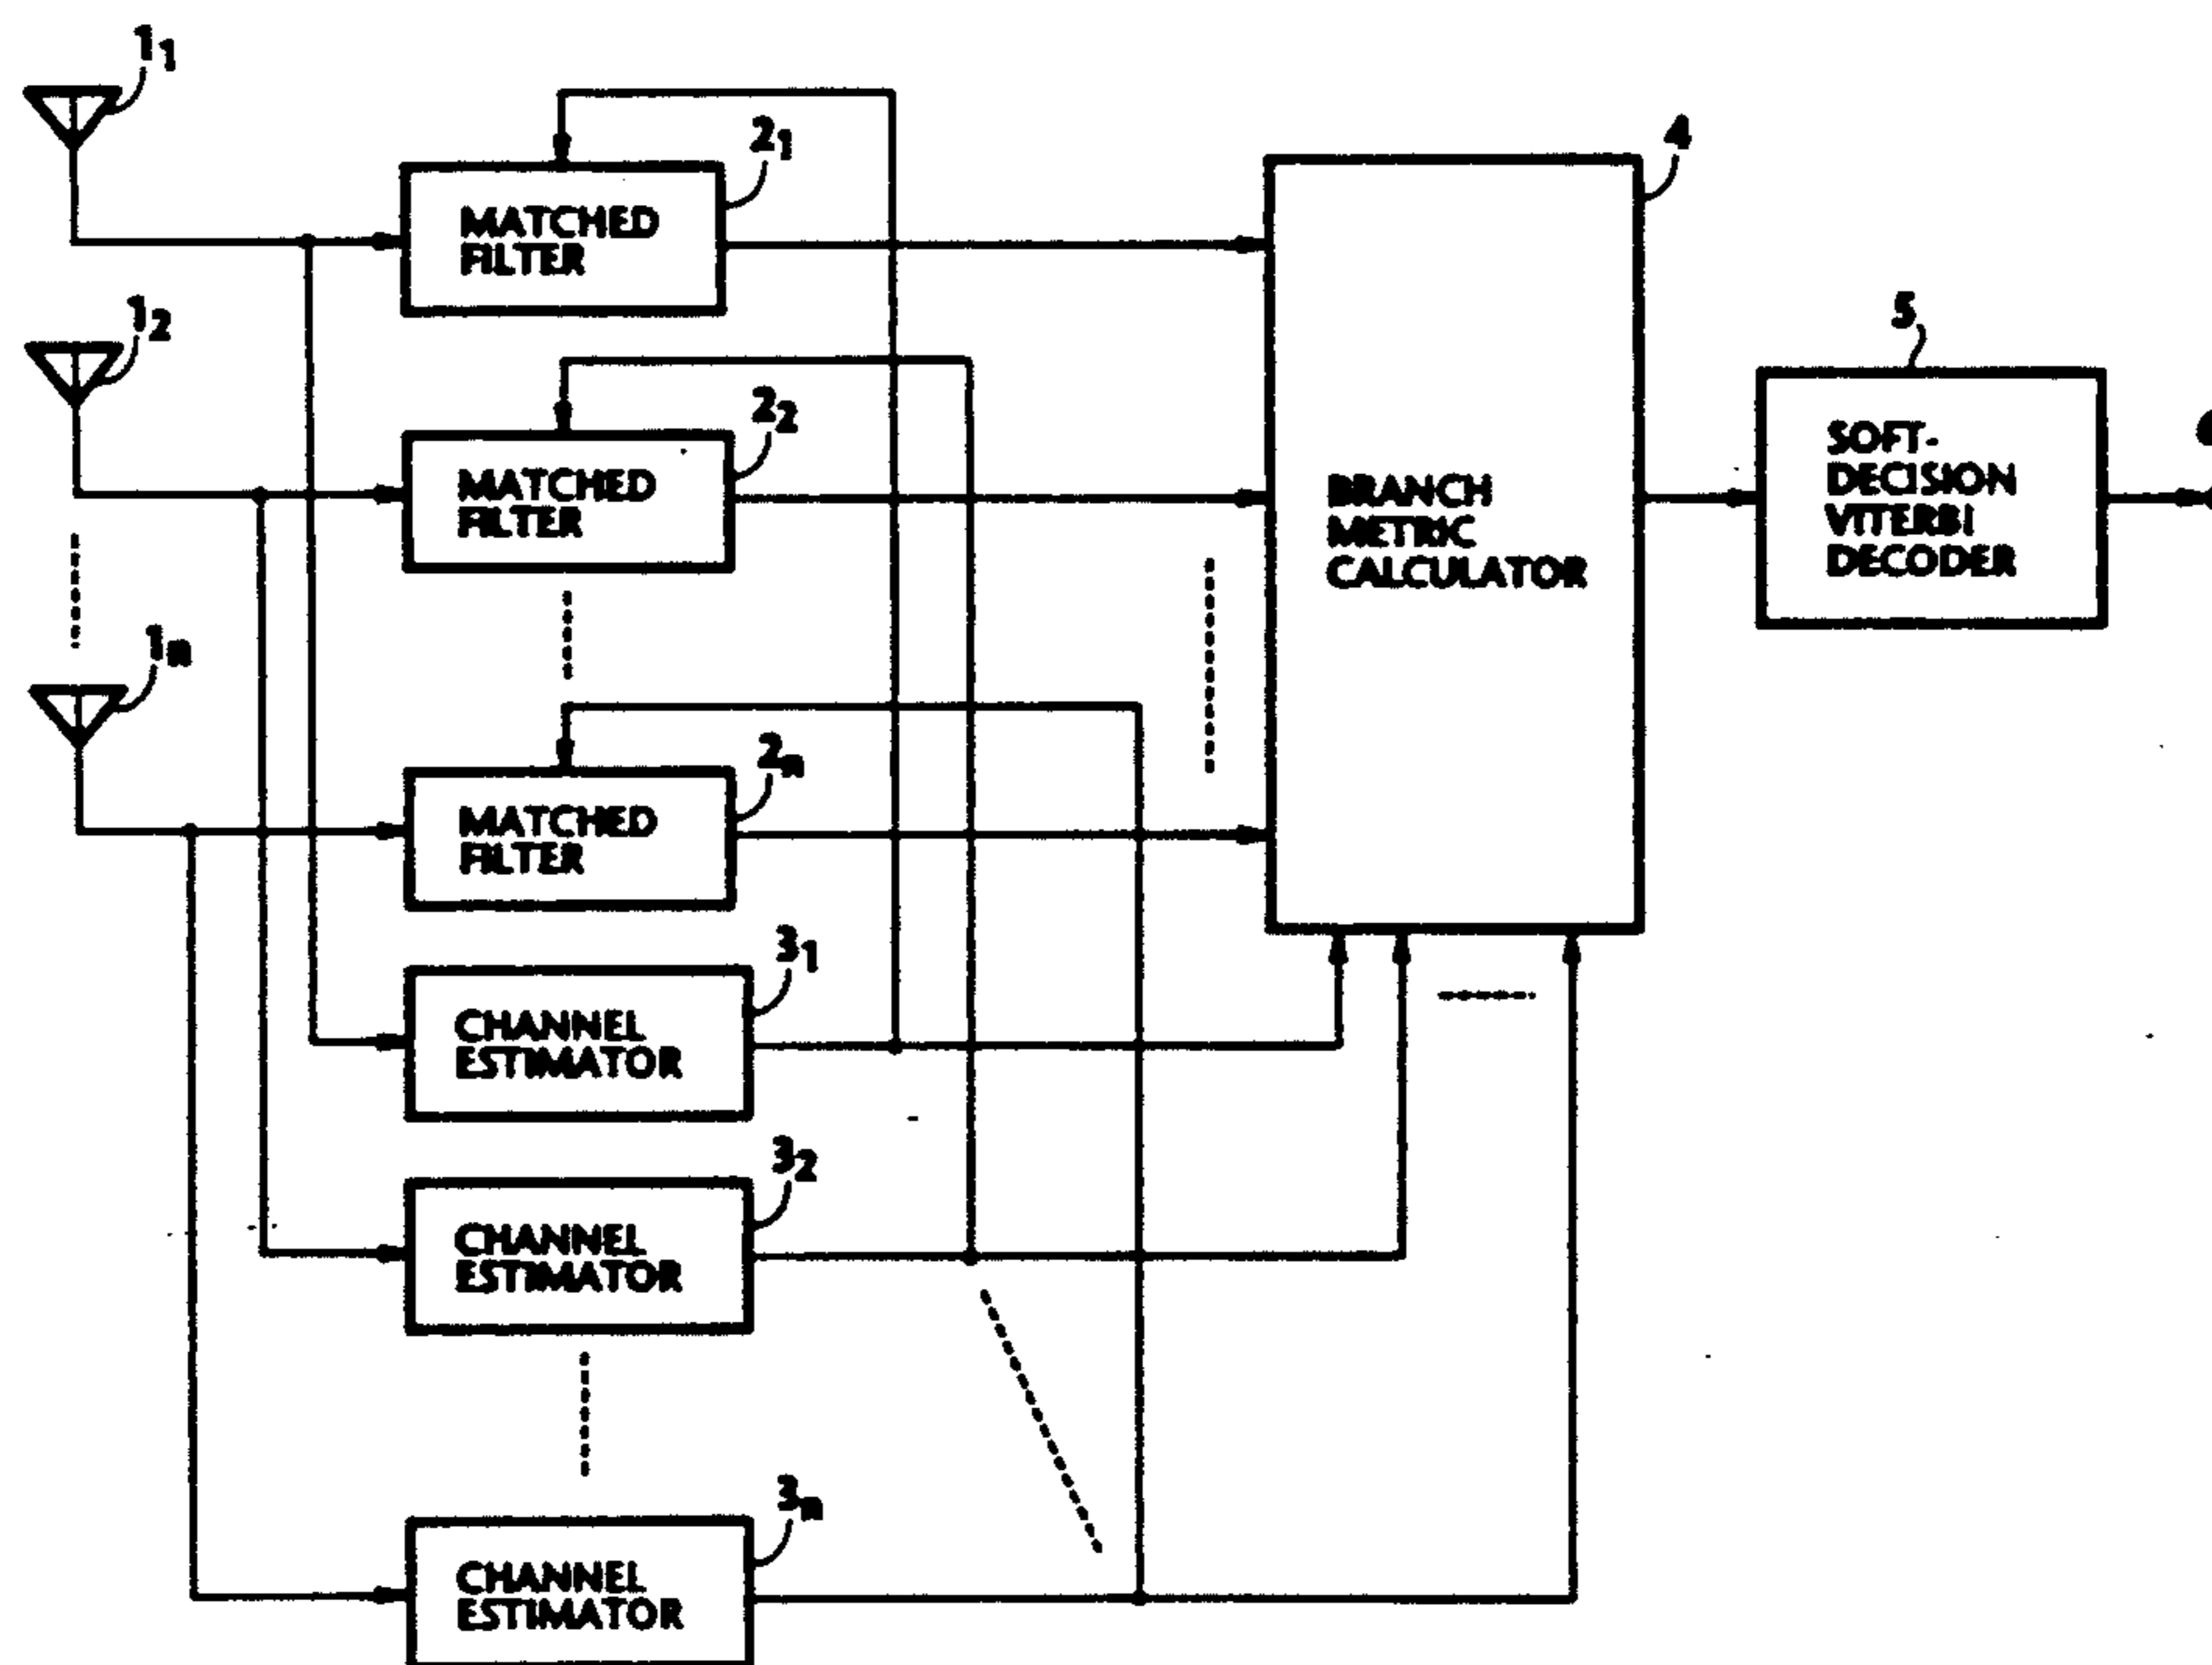 1₁
2₁
MATCHED
FILTER
4
1₂
2₂
MATCHED
FILTER
BRANCH
METRIC
CALCULATOR
5
SOFT-
DECISION
VITERBI
DECODER
1n
2n
MATCHED
FILTER
3₁
CHANNEL
ESTIMATOR
3₂
CHANNEL
ESTIMATOR
3n
CHANNEL
ESTIMATOR